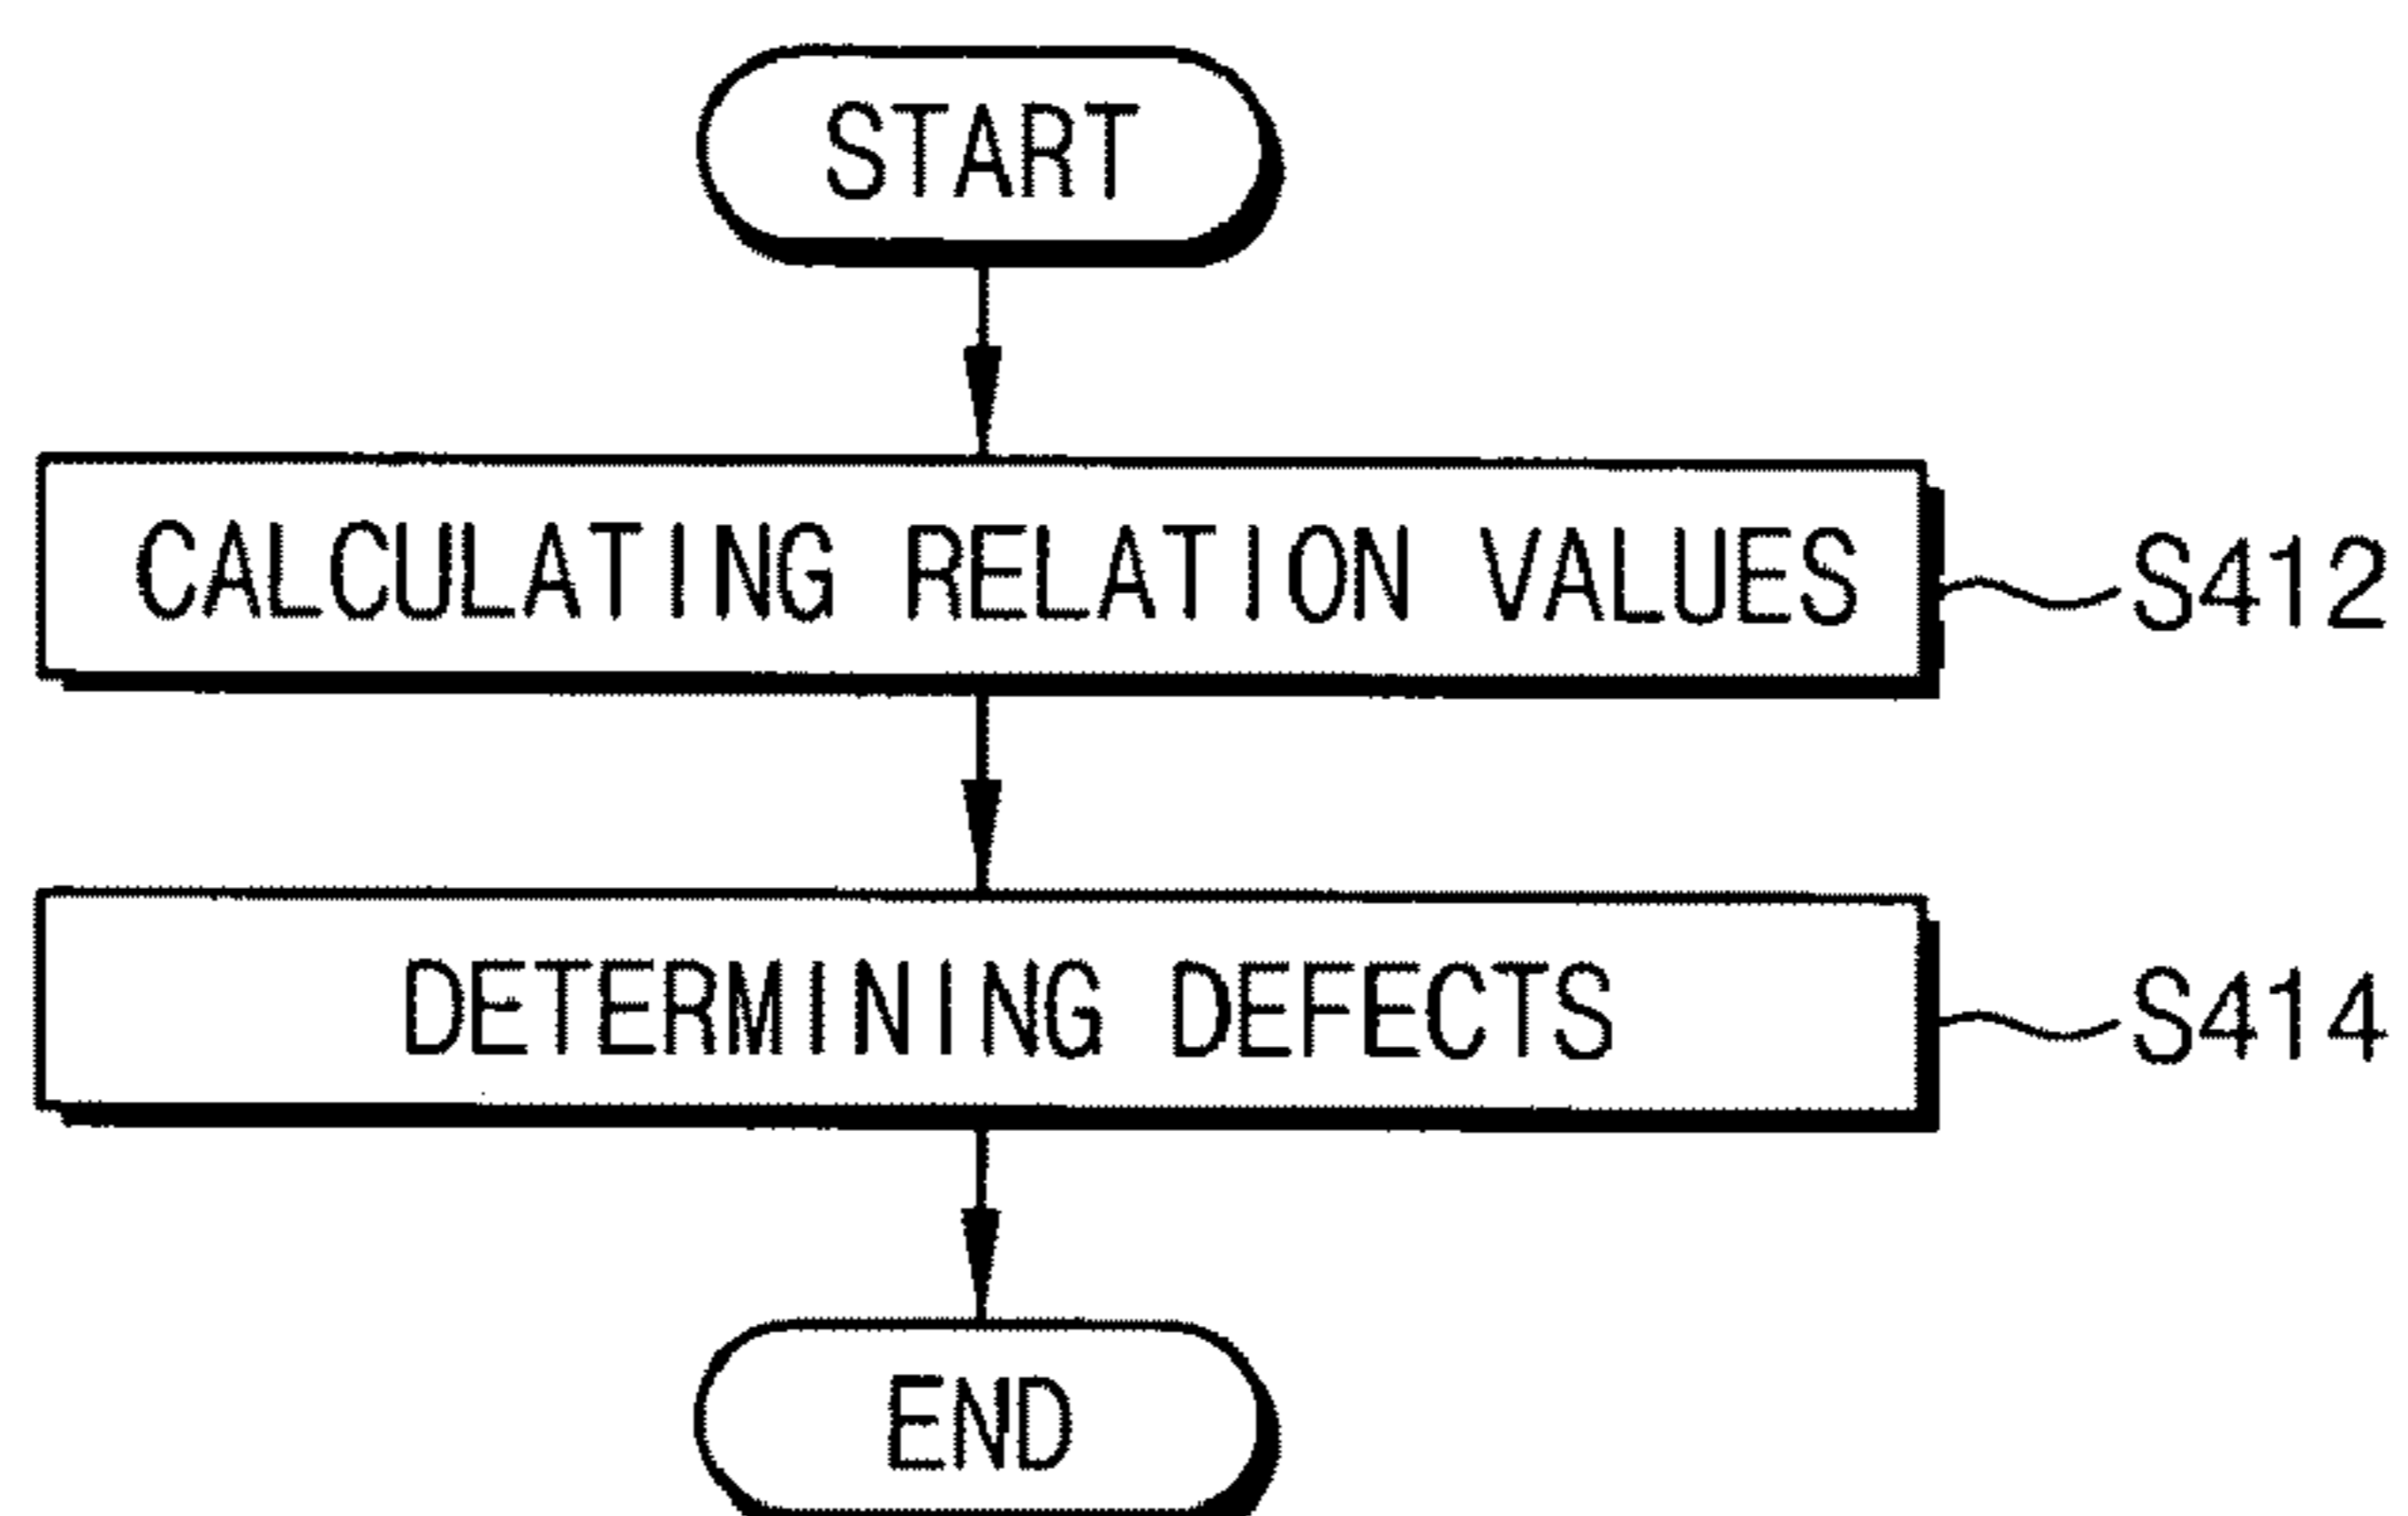 START
CALCULATING RELATION VALUES S412
DETERMINING DEFECTS S414
END